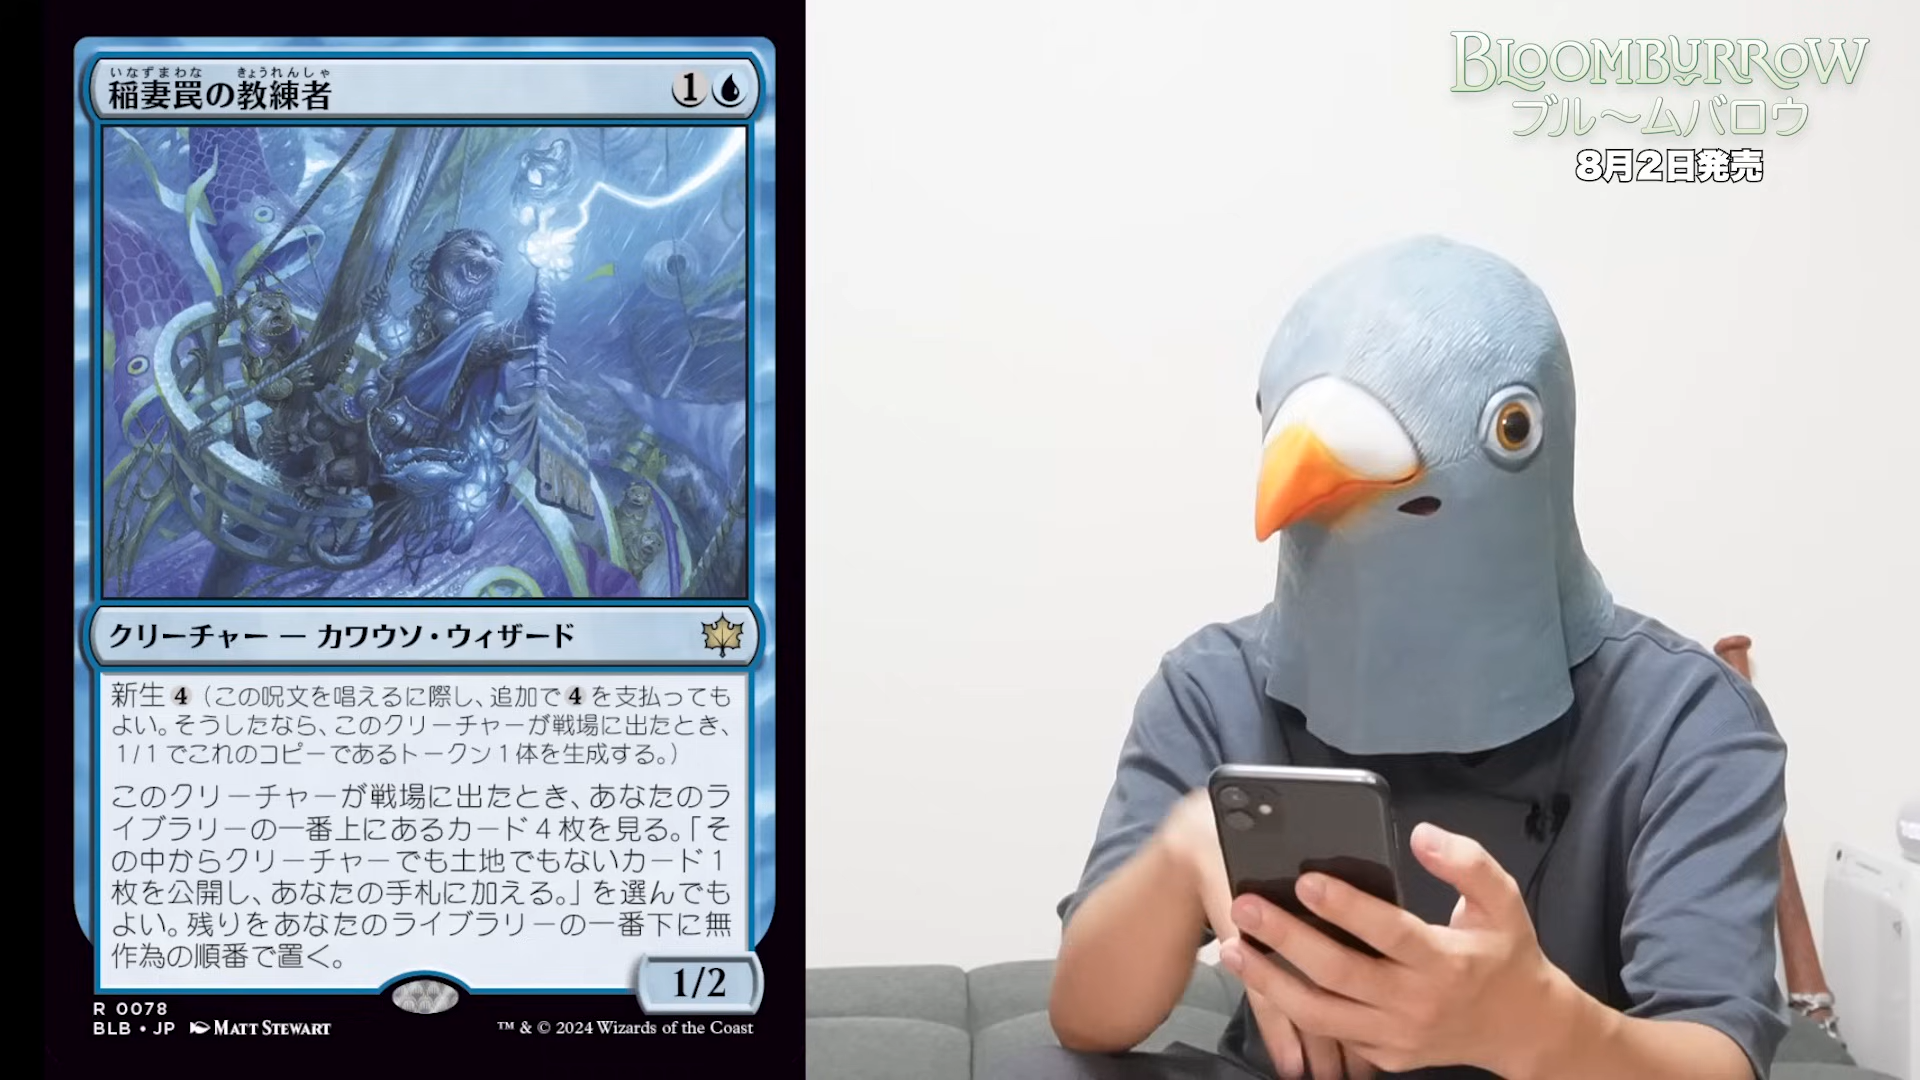 いなずまわな きょうれんしゃ
稲妻罠の教練者
1
クリーチャー — カワウソ・ウィザード
新生 4 (この呪文を唱えるに際し、追加で 4 を支払っても
よい。そうしたなら、このクリーチャーが戦場に出たとき、
1/1 でこれのコピーであるトークン1体を生成する。)
このクリーチャーが戦場に出たとき、あなたのラ
イブラリーの一番上にあるカード4枚を見る。「そ
の中からクリーチャーでも土地でもないカード1
枚を公開し、あなたの手札に加える。」を選んでも
よい。残りをあなたのライブラリーの一番下に無
作為の順番で置く。
1/2
R 0078
BLB • JP MATT STEWART
™ & © 2024 Wizards of the Coast
BLOOMBURROW
ブルームバロウ
8月2日発売